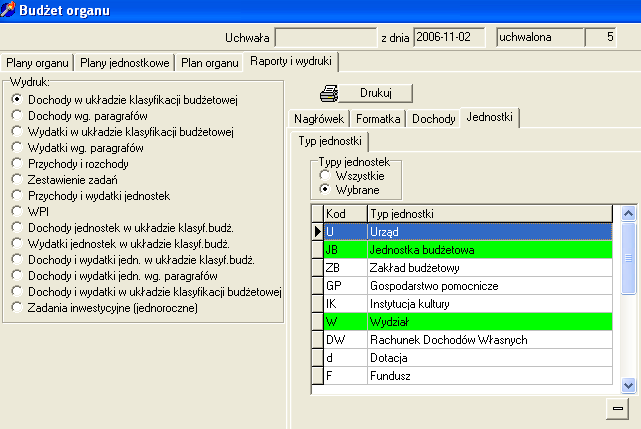 Budżet organu
Uchwała z dnia 2006-11-02 uchwalona 5
Plany organu Plany jednostkowe Plan organu Raporty i wydruki
Wydruk:
Dochody w układzie klasyfikacji budżetowej
Dochody wg. paragrafów
Wydatki w układzie klasyfikacji budżetowej
Wydatki wg. paragrafów
Przychody i rozchody
Zestawienie zadań
Przychody i wydatki jednostek
WPI
Dochody jednostek w układzie klasyf.budż.
Wydatki jednostek w układzie klasyf.budż.
Dochody i wydatki jedn. w układzie klasyf.budż.
Dochody i wydatki jedn. wg. paragrafów
Dochody i wydatki w układzie klasyfikacji budżetowej
Zadania inwestycyjne (jednoroczne)
Drukuj
Nagłówek Formatka Dochody Jednostki
Typ jednostki
Typy jednostek
Wszystkie
Wybrane
Kod Typ jednostki
U Urząd
JB Jednostka budżetowa
ZB Zakład budżetowy
GP Gospodarstwo pomocnicze
IK Instytucja kultury
W Wydział
DW Rachunek Dochodów Własnych
d Dotacja
F Fundusz